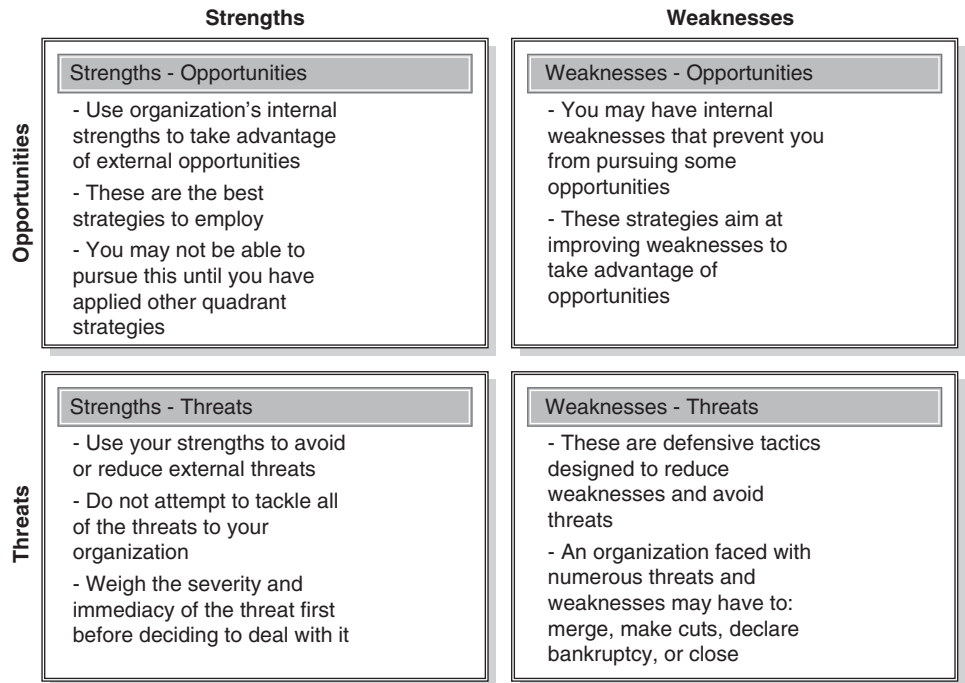 Strengths
Weaknesses
Opportunities
Strengths - Opportunities
- Use organization's internal
strengths to take advantage
of external opportunities
- These are the best
strategies to employ
- You may not be able to
pursue this until you have
applied other quadrant
strategies
Weaknesses - Opportunities
- You may have internal
weaknesses that prevent you
from pursuing some
opportunities
- These strategies aim at
improving weaknesses to
take advantage of
opportunities
Threats
Strengths - Threats
- Use your strengths to avoid
or reduce external threats
- Do not attempt to tackle all
of the threats to your
organization
- Weigh the severity and
immediacy of the threat first
before deciding to deal with it
Weaknesses - Threats
- These are defensive tactics
designed to reduce
weaknesses and avoid
threats
- An organization faced with
numerous threats and
weaknesses may have to:
merge, make cuts, declare
bankruptcy, or close